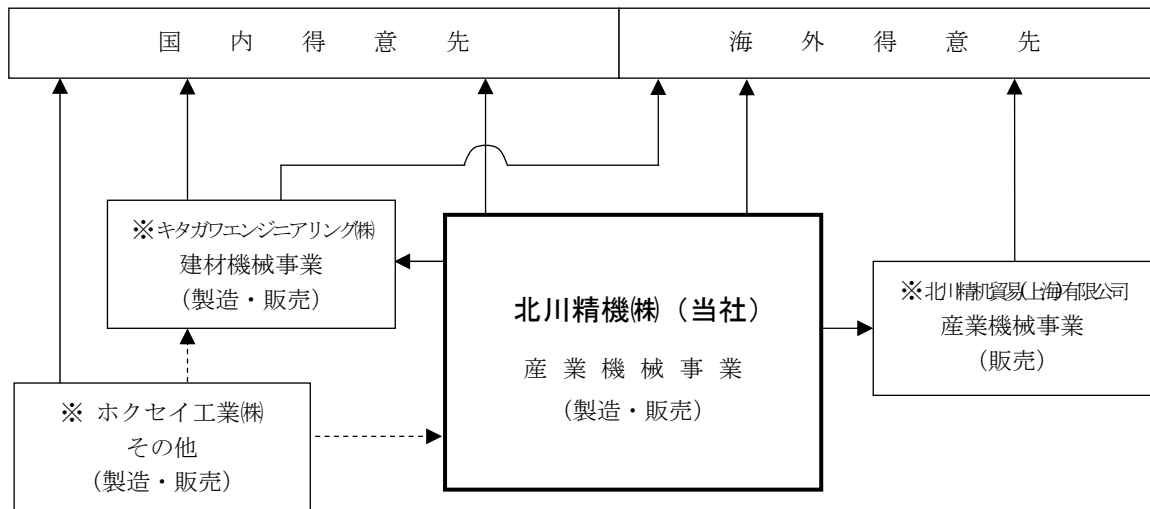 国内得意先
海外得意先
※キタガワエンジニアリング㈱
建材機械事業
（製造・販売）
北川精機㈱（当社）
産業機械事業
（製造・販売）
※北川精机貿易(上海)有限公司
産業機械事業
（販売）
※ ホクセイ工業㈱
その他
（製造・販売）